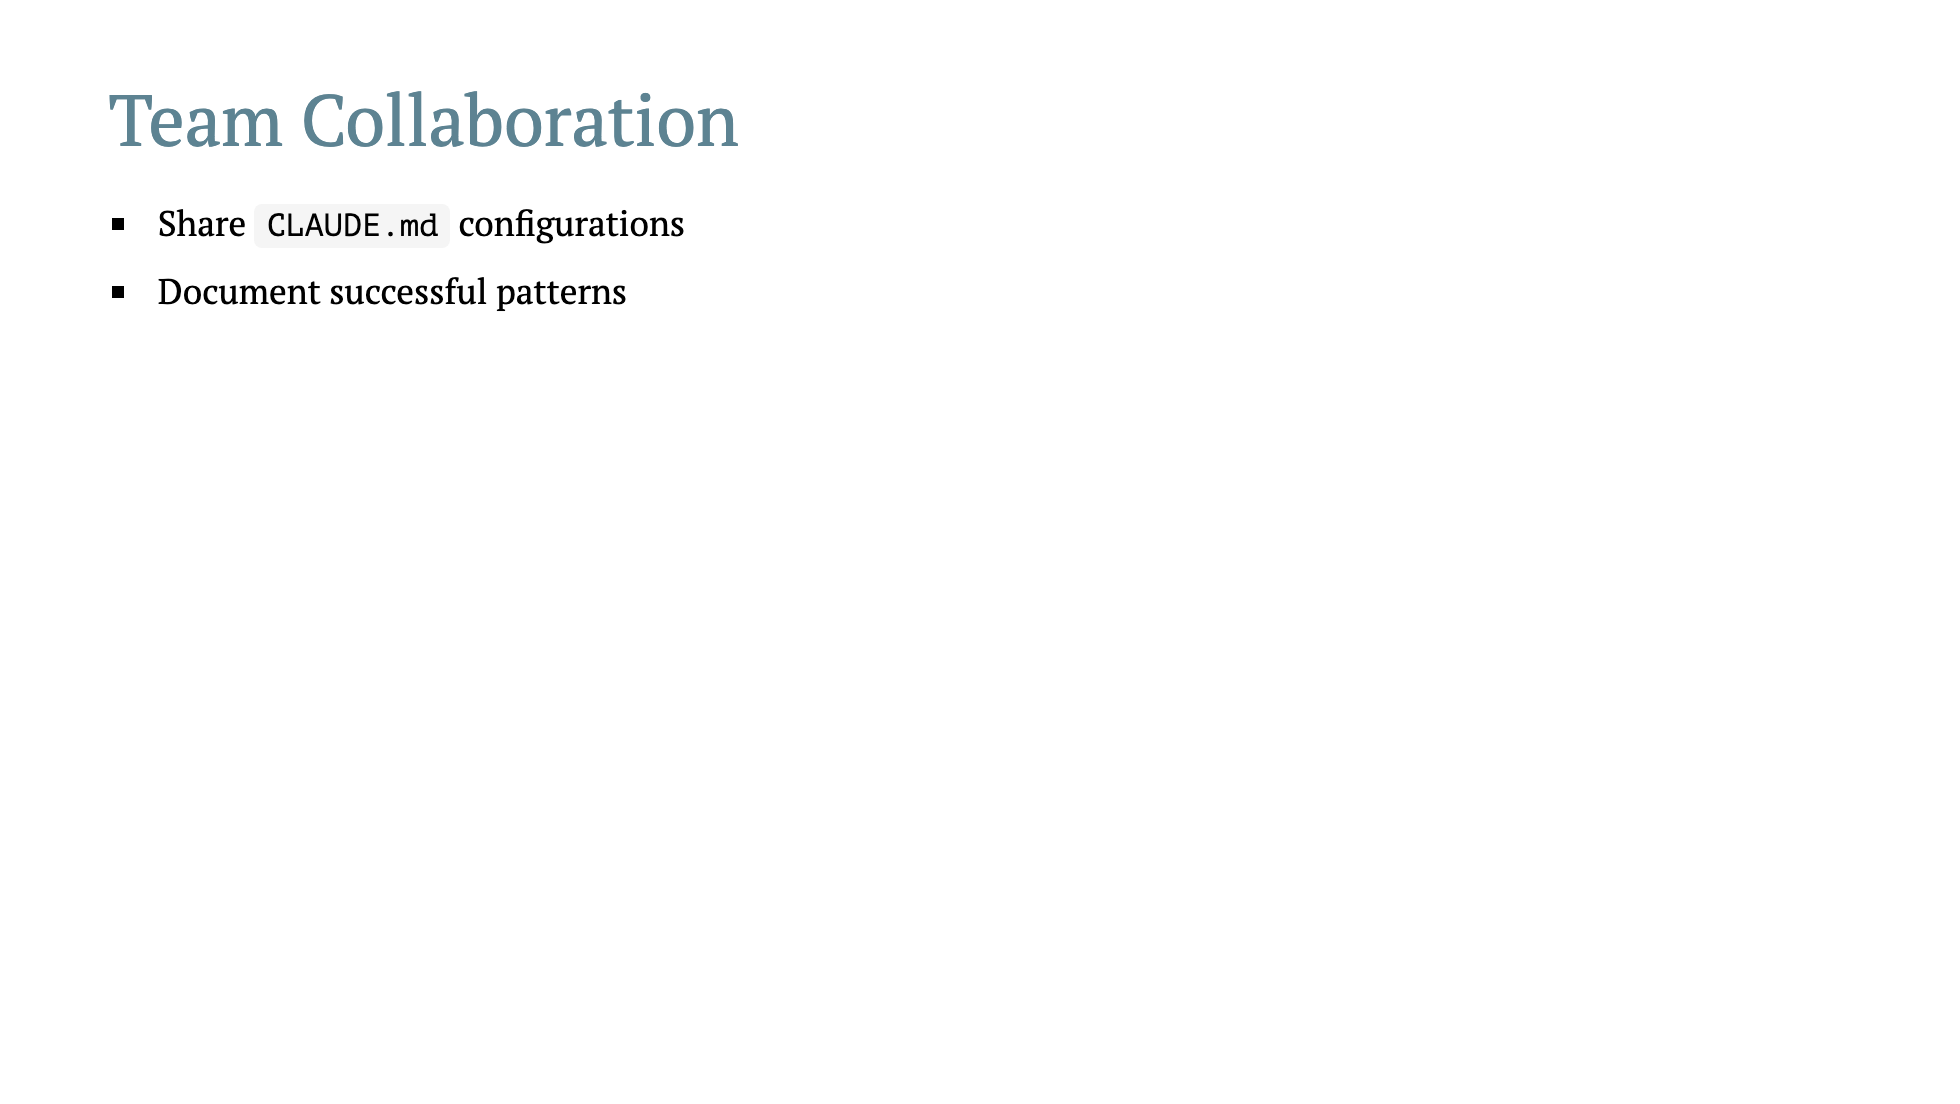 Team Collaboration
Share CLAUDE.md configurations
Document successful patterns